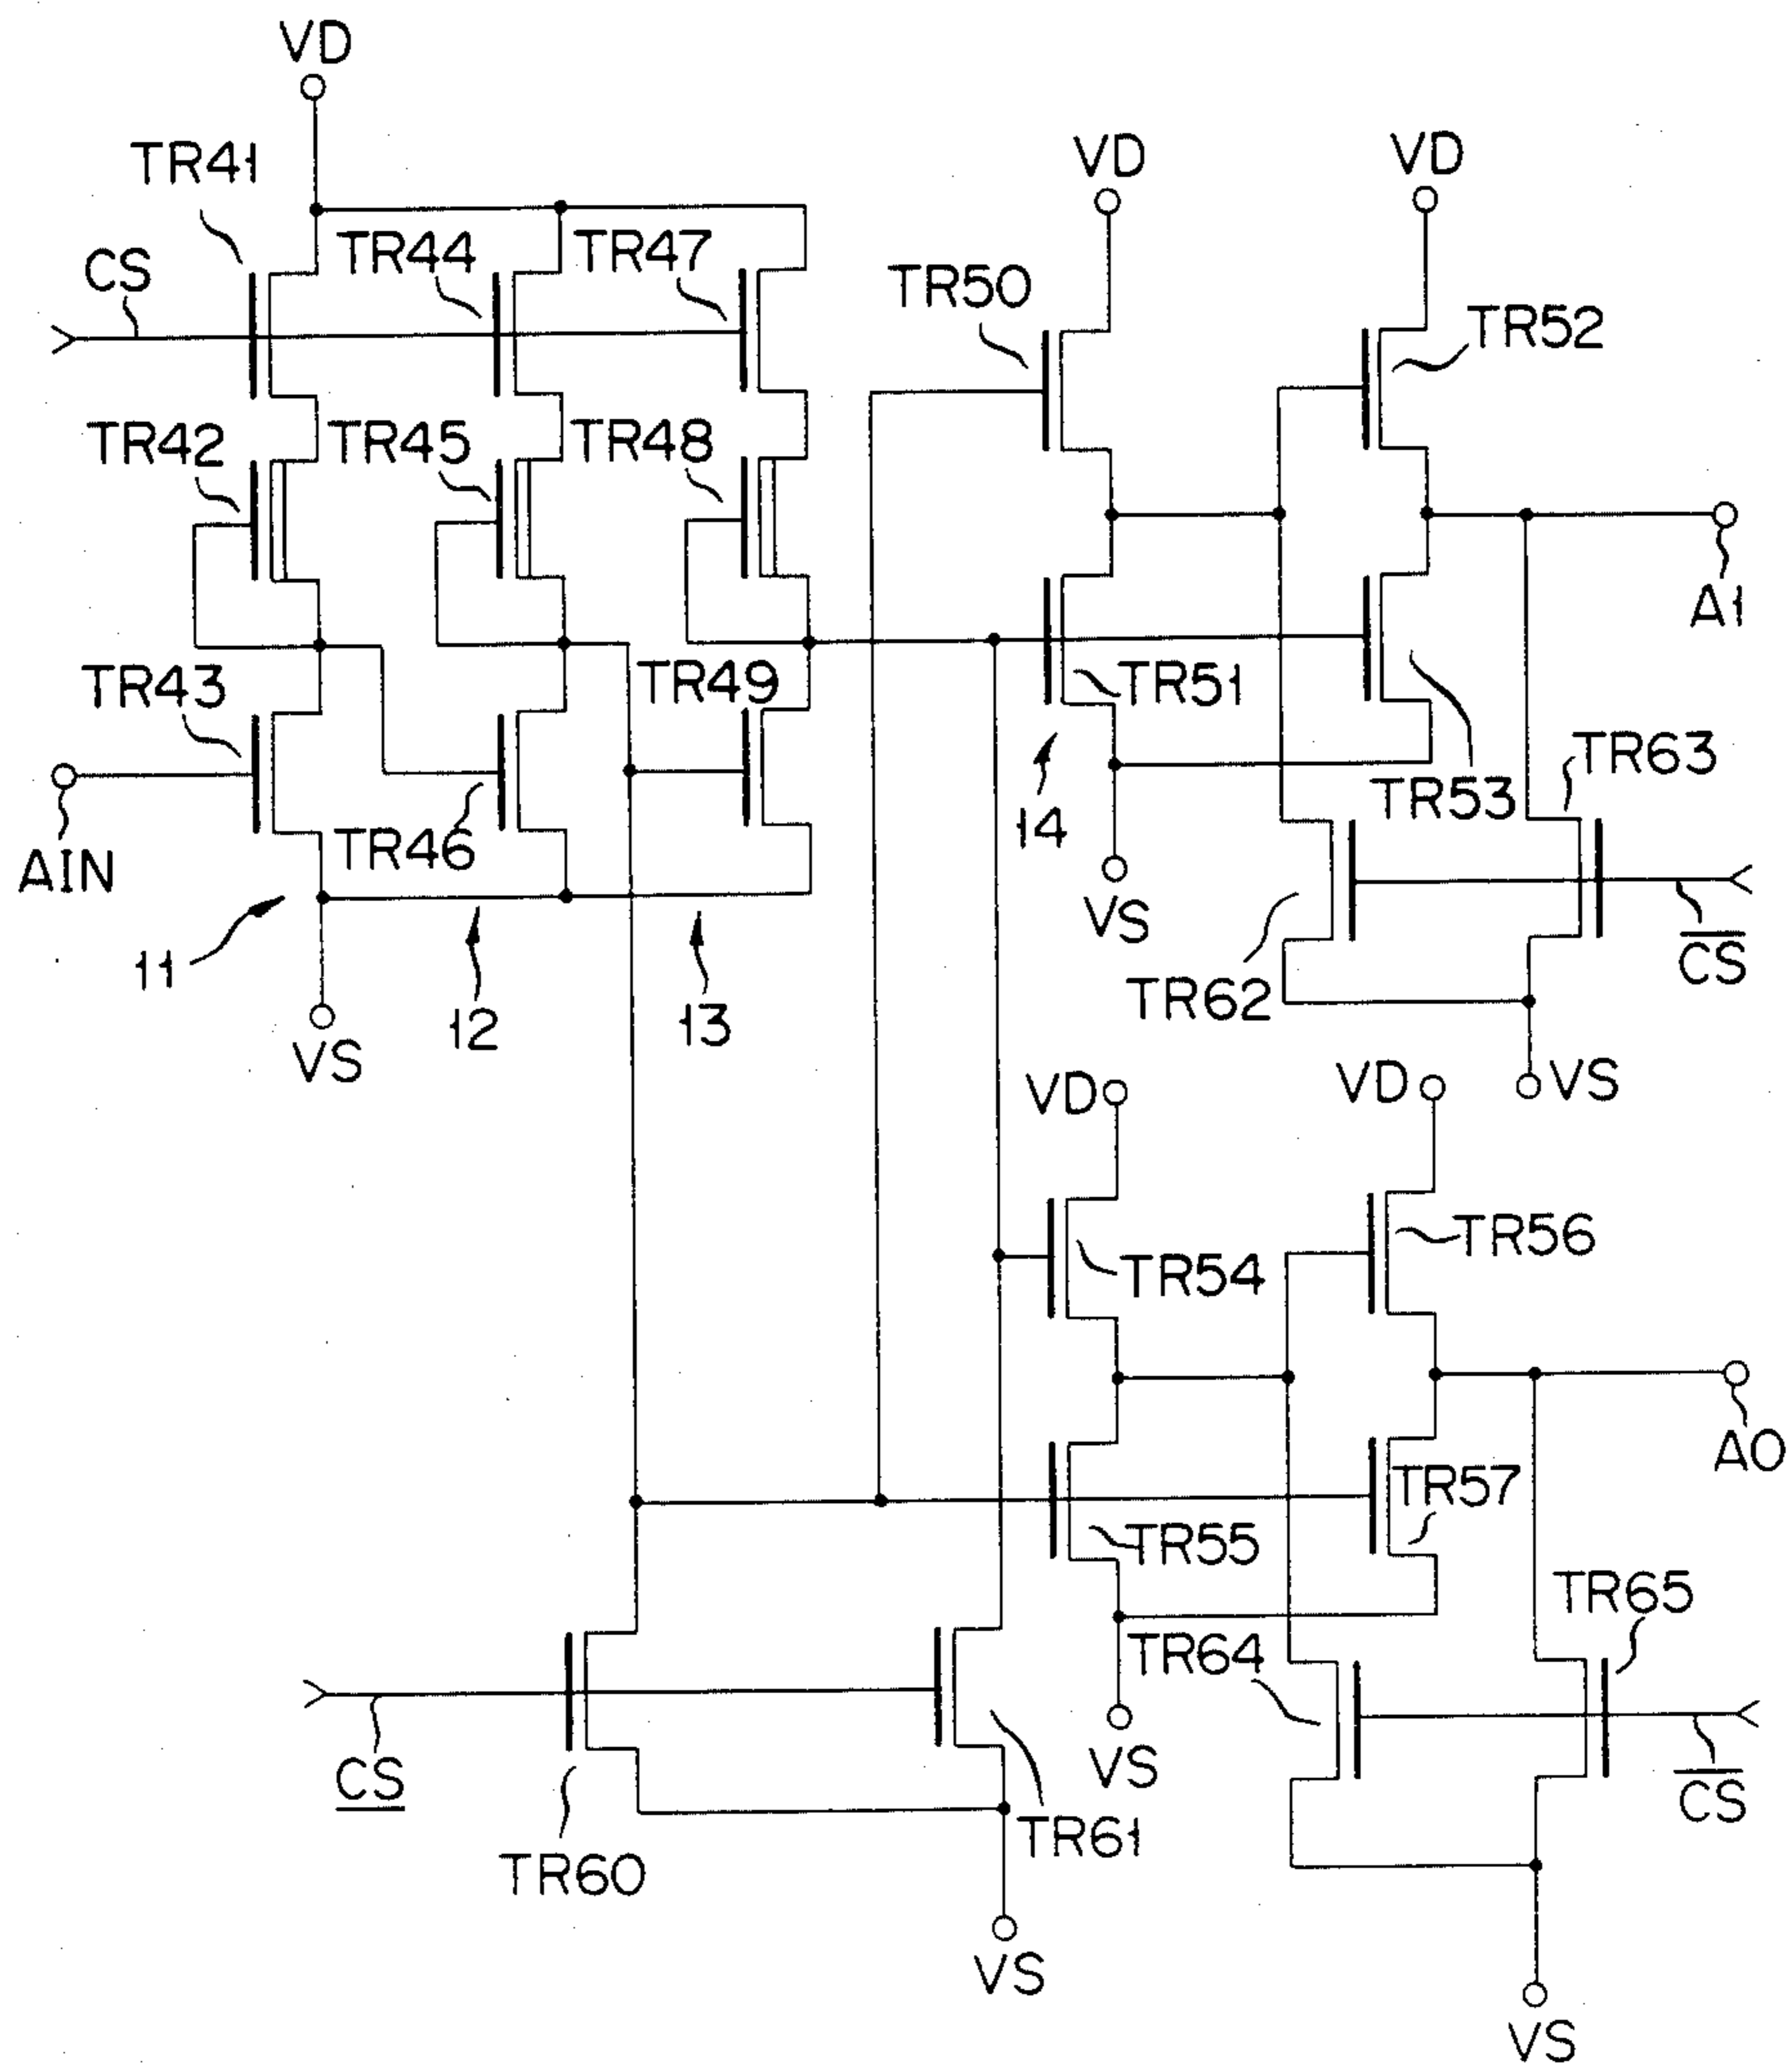 VD
TR41
VD
VD
CS
TR44
TR47
TR50
TR52
TR42
TR45
TR48
A1
TR43
TR49
TR51
TR63
TR53
AIN
TR46
14
VS
11
12
13
TR62
CS
VS
VD
VD
VS
TR54
TR56
A0
TR57
TR55
TR65
TR64
CS
TR60
TR61
VS
CS
VS
VS